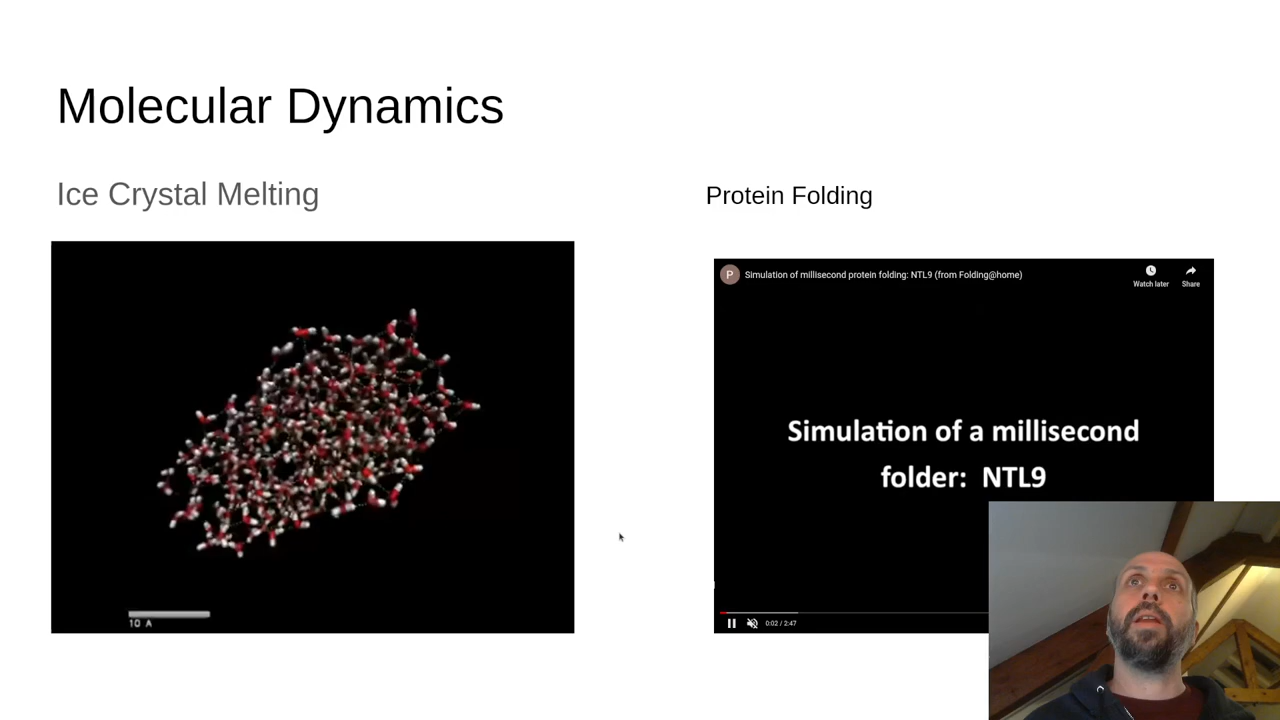 Molecular Dynamics
Ice Crystal Melting
Protein Folding
10 A
P
Simulation of millisecond protein folding: NTL9 (from Folding@home)
Watch later
Share
Simulation of a millisecond
folder: NTL9
0:02 / 2:47